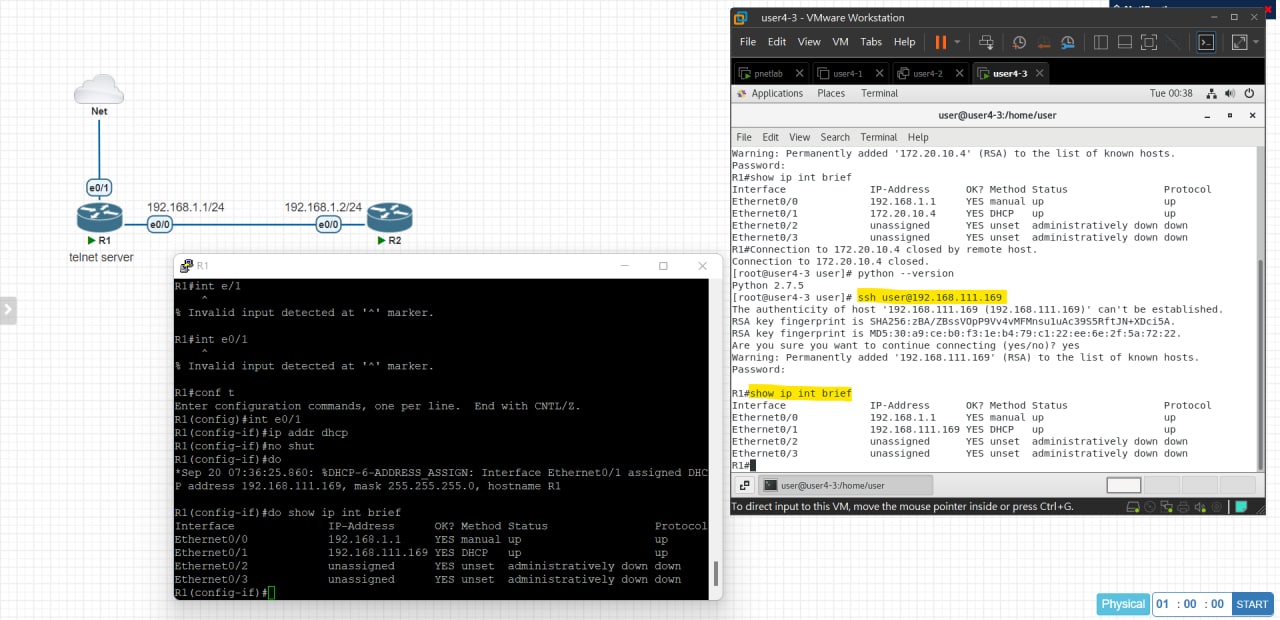 Net
e0/1
192.168.1.1/24
192.168.1.2/24
e0/0
e0/0
R1
R2
telnet server
R1
R1#int e/1
^
% Invalid input detected at '^' marker.
R1#int e0/1
^
% Invalid input detected at '^' marker.
R1#conf t
Enter configuration commands, one per line.  End with CNTL/Z.
R1(config)#int e0/1
R1(config-if)#ip addr dhcp
R1(config-if)#no shut
R1(config-if)#do
*Sep 20 07:36:25.860: %DHCP-6-ADDRESS_ASSIGN: Interface Ethernet0/1 assigned DHC
P address 192.168.111.169, mask 255.255.255.0, hostname R1
R1(config-if)#do show ip int brief
Interface IP-Address OK? Method Status Protocol
Ethernet0/0 192.168.1.1 YES manual up up
Ethernet0/1 192.168.111.169 YES DHCP up up
Ethernet0/2 unassigned YES unset administratively down down
Ethernet0/3 unassigned YES unset administratively down down
R1(config-if)#
user4-3 - VMware Workstation
File Edit View VM Tabs Help
pnetlab user4-1 user4-2 user4-3
Applications Places Terminal Tue 00:38
user@user4-3:/home/user
File Edit View Search Terminal Help
Warning: Permanently added '172.20.10.4' (RSA) to the list of known hosts.
Password:
R1#show ip int brief
Interface IP-Address OK? Method Status Protocol
Ethernet0/0 192.168.1.1 YES manual up up
Ethernet0/1 172.20.10.4 YES DHCP up up
Ethernet0/2 unassigned YES unset administratively down down
Ethernet0/3 unassigned YES unset administratively down down
R1#Connection to 172.20.10.4 closed by remote host.
Connection to 172.20.10.4 closed.
[root@user4-3 user]# python --version
Python 2.7.5
[root@user4-3 user]# ssh user@192.168.111.169
The authenticity of host '192.168.111.169 (192.168.111.169)' can't be established.
RSA key fingerprint is SHA256:zBA/ZBssVOpP9Vv4vMFMnsu1uAc39S5RftJN+XDci5A.
RSA key fingerprint is MD5:30:a9:ce:b0:f3:1e:b4:79:c1:22:ee:6e:2f:5a:72:22.
Are you sure you want to continue connecting (yes/no)? yes
Warning: Permanently added '192.168.111.169' (RSA) to the list of known hosts.
Password:
R1#show ip int brief
Interface IP-Address OK? Method Status Protocol
Ethernet0/0 192.168.1.1 YES manual up up
Ethernet0/1 192.168.111.169 YES DHCP up up
Ethernet0/2 unassigned YES unset administratively down down
Ethernet0/3 unassigned YES unset administratively down down
R1#
user@user4-3:/home/user
To direct input to this VM, move the mouse pointer inside or press Ctrl+G.
Physical 01 : 00 : 00 START